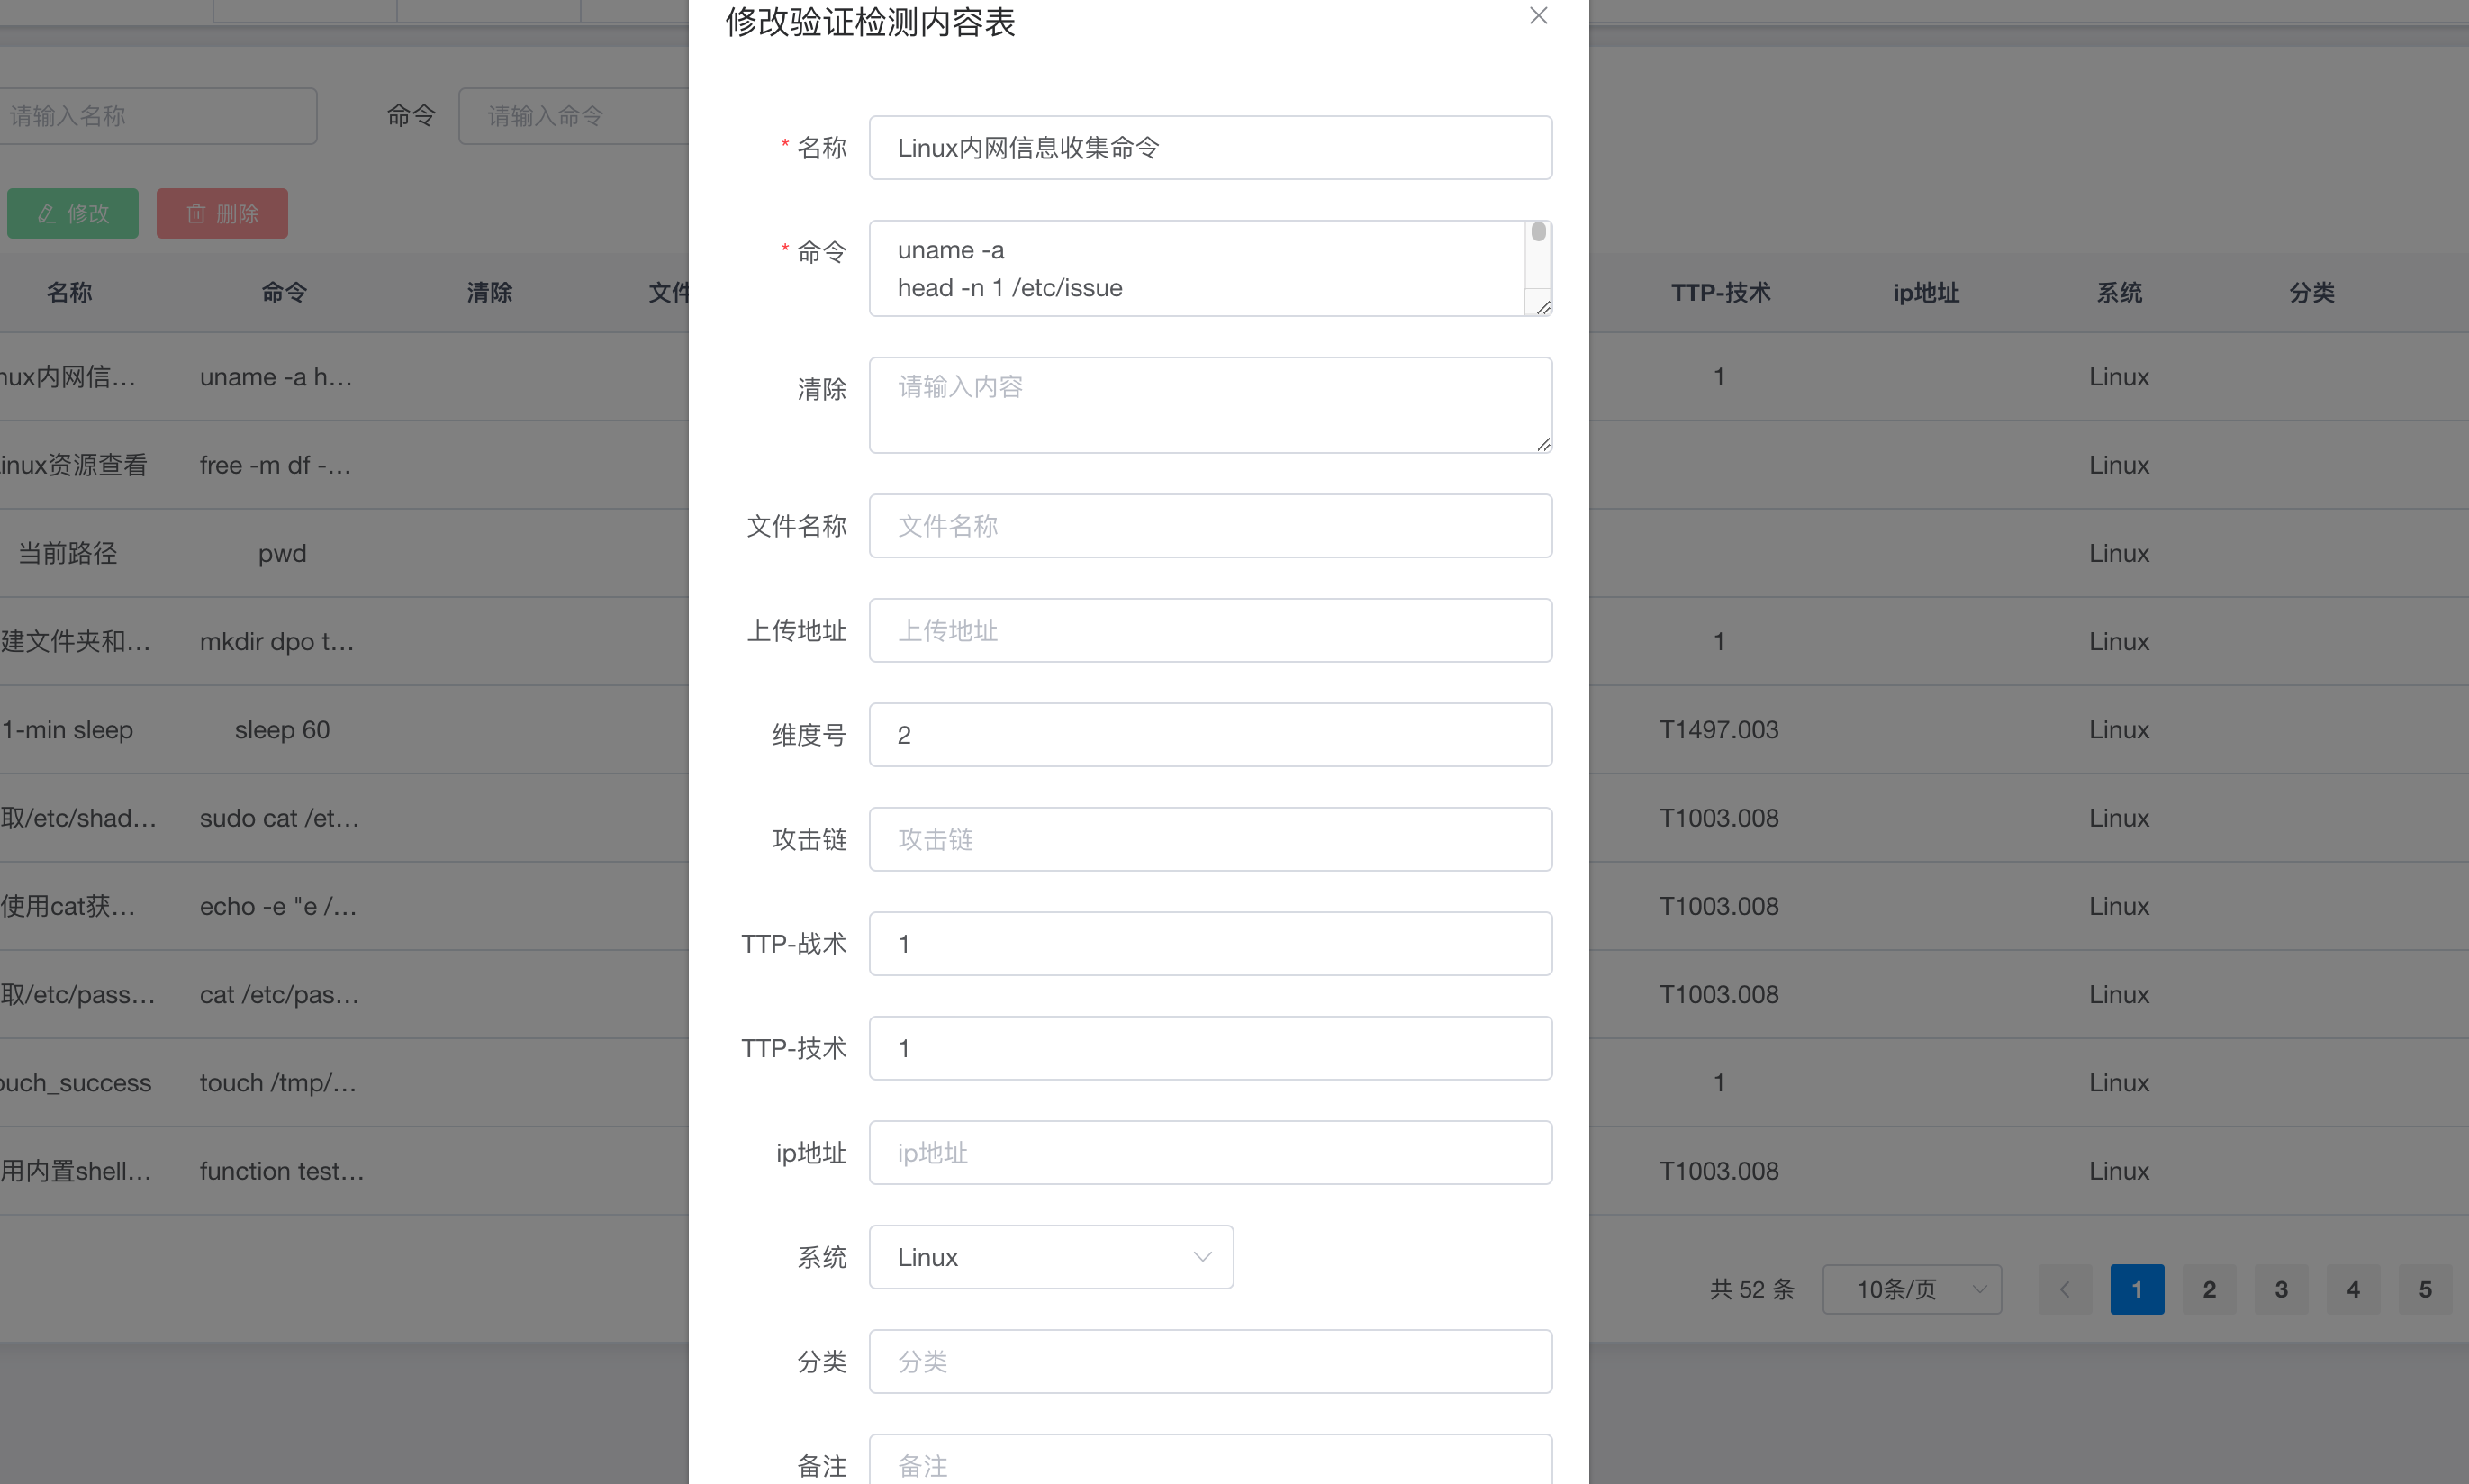 修改验证检测内容表
请输入名称
命令
请输入命令
修改
删除
* 名称
Linux内网信息收集命令
* 命令
uname -a
head -n 1 /etc/issue
清除
请输入内容
文件名称
文件名称
上传地址
上传地址
维度号
2
攻击链
攻击链
TTP-战术
1
TTP-技术
1
ip地址
ip地址
系统
Linux
分类
分类
备注
备注
名称 命令 清除 文件 TTP-技术 ip地址 系统 分类
nux内网信... uname -a h... 1 Linux
inux资源查看 free -m df -... Linux
当前路径 pwd Linux
建文件夹和... mkdir dpo t... 1 Linux
1-min sleep sleep 60 T1497.003 Linux
取/etc/shad... sudo cat /et... T1003.008 Linux
使用cat获... echo -e "e /... T1003.008 Linux
取/etc/pass... cat /etc/pas... T1003.008 Linux
ouch_success touch /tmp/... 1 Linux
用内置shell... function test... T1003.008 Linux
共 52 条 10条/页 1 2 3 4 5